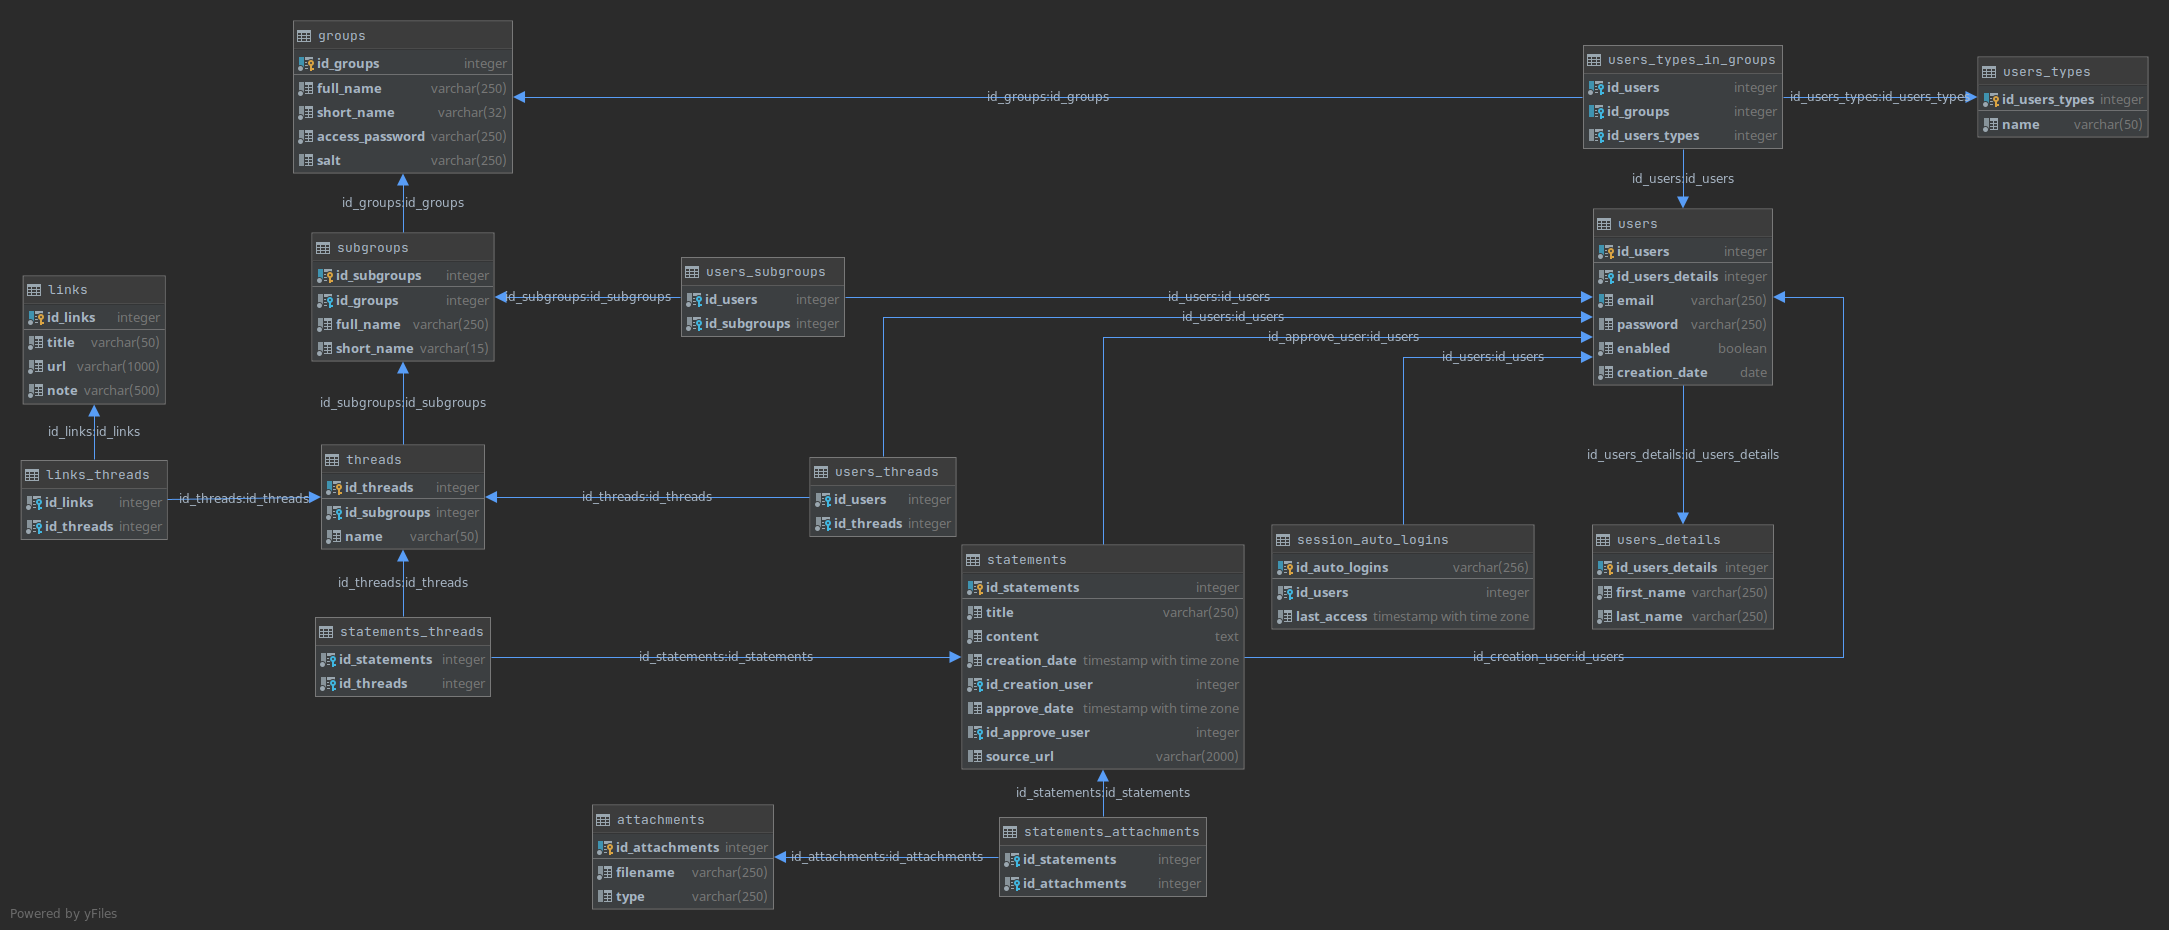 groups
id_groups integer
full_name varchar(250)
short_name varchar(32)
access_password varchar(250)
salt varchar(250)
users_types_in_groups
id_users integer
id_groups integer
id_users_types integer
users_types
id_users_types integer
name varchar(50)
id_groups:id_groups
id_users_types:id_users_types
id_groups:id_groups
id_users:id_users
subgroups
id_subgroups integer
id_groups integer
full_name varchar(250)
short_name varchar(15)
users_subgroups
id_users integer
id_subgroups integer
users
id_users integer
id_users_details integer
email varchar(250)
password varchar(250)
enabled boolean
creation_date date
links
id_links integer
title varchar(50)
url varchar(1000)
note varchar(500)
id_subgroups:id_subgroups
id_users:id_users
id_users:id_users
id_approve_user:id_users
id_users:id_users
id_links:id_links
id_subgroups:id_subgroups
id_users_details:id_users_details
links_threads
id_links integer
id_threads integer
id_threads:id_threads
threads
id_threads integer
id_subgroups integer
name varchar(50)
id_threads:id_threads
users_threads
id_users integer
id_threads integer
id_threads:id_threads
statements
id_statements integer
title varchar(250)
content text
creation_date timestamp with time zone
id_creation_user integer
approve_date timestamp with time zone
id_approve_user integer
source_url varchar(2000)
session_auto_logins
id_auto_logins varchar(256)
id_users integer
last_access timestamp with time zone
users_details
id_users_details integer
first_name varchar(250)
last_name varchar(250)
statements_threads
id_statements integer
id_threads integer
id_statements:id_statements
id_creation_user:id_users
id_statements:id_statements
attachments
id_attachments integer
filename varchar(250)
type varchar(250)
id_attachments:id_attachments
statements_attachments
id_statements integer
id_attachments integer
Powered by yFiles